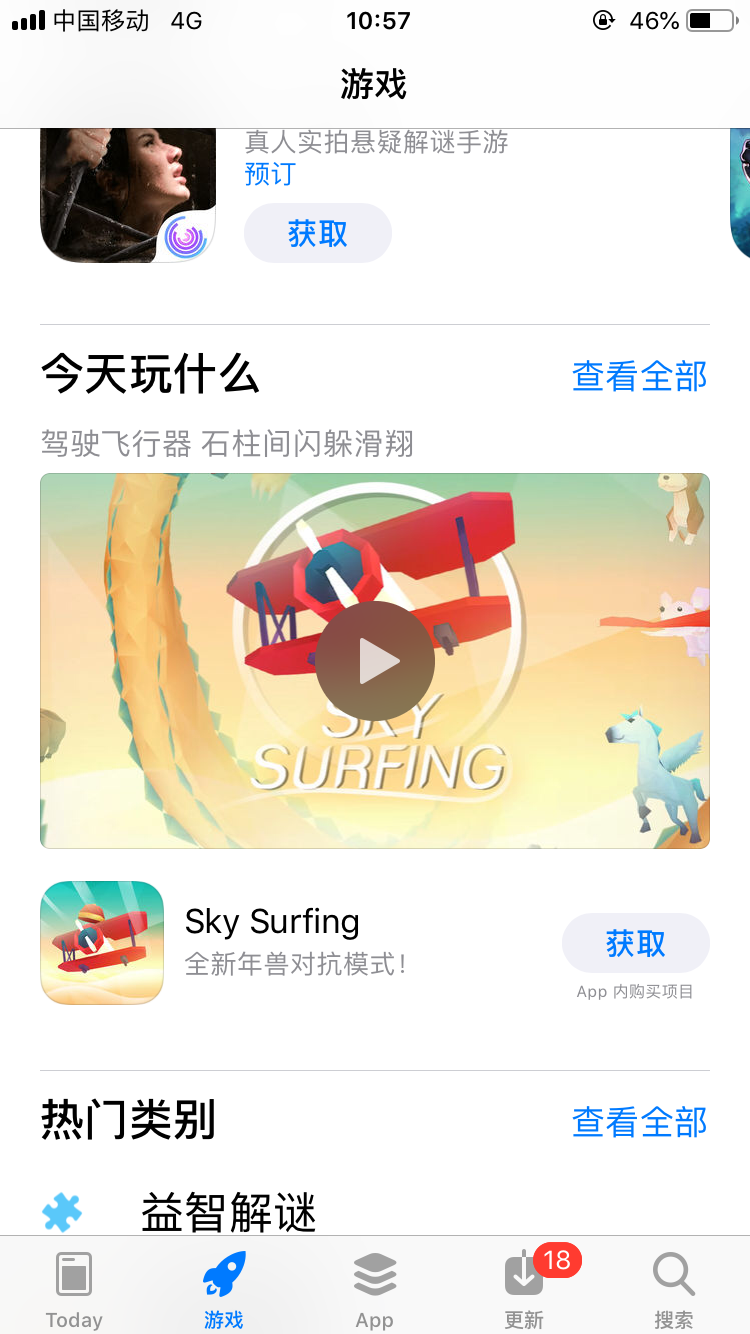 中国移动 4G 10:57 46%
游戏
真人实拍悬疑解谜手游
预订
获取
今天玩什么 查看全部
驾驶飞行器 石柱间闪躲滑翔
SKY
SURFING
Sky Surfing
全新年兽对抗模式!
获取
App 内购买项目
热门类别 查看全部
益智解谜
18
Today 游戏 App 更新 搜索